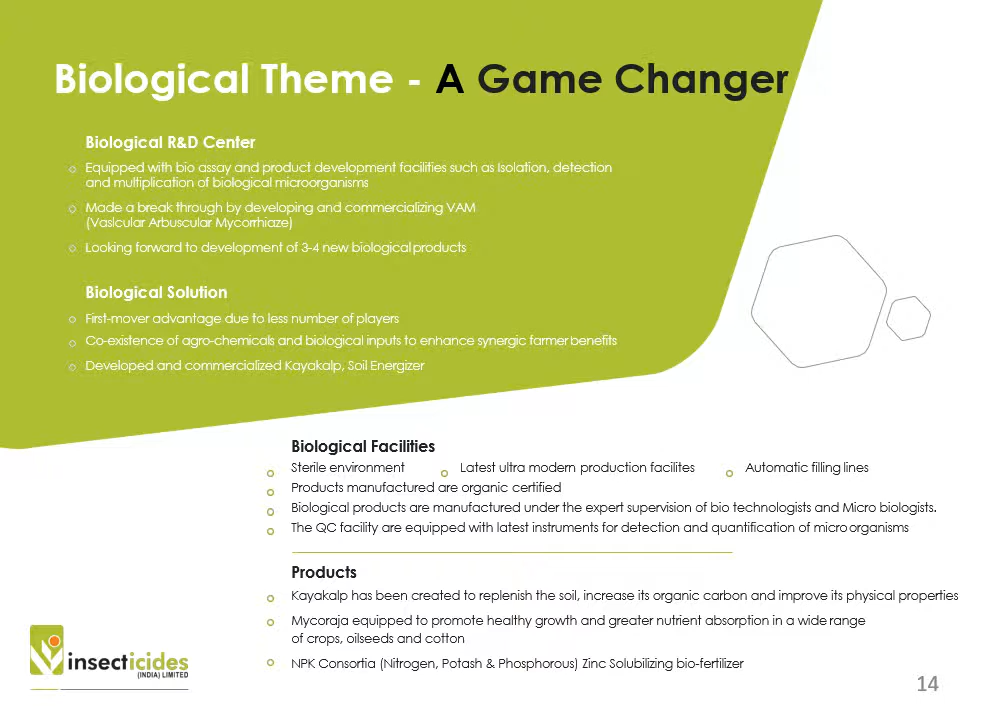 Biological Theme - A Game Changer
Biological R&D Center
Equipped with bio assay and product development facilities such as Isolation, detection
and multiplication of biological microorganisms
Made a break through by developing and commercializing VAM
(Vaslcular Arbuscular Mycorrhiaze)
Looking forward to development of 3-4 new biological products
Biological Solution
First-mover advantage due to less number of players
Co-existence of agro-chemicals and biological inputs to enhance synergic farmer benefits
Developed and commercialized Kayakalp, Soil Energizer
Biological Facilities
Sterile environment Latest ultra modern production facilites Automatic filling lines
Products manufactured are organic certified
Biological products are manufactured under the expert supervision of bio technologists and Micro biologists.
The QC facility are equipped with latest instruments for detection and quantification of micro organisms
Products
Kayakalp has been created to replenish the soil, increase its organic carbon and improve its physical properties
Mycoraja equipped to promote healthy growth and greater nutrient absorption in a wide range
of crops, oilseeds and cotton
NPK Consortia (Nitrogen, Potash & Phosphorous) Zinc Solubilizing bio-fertilizer
insecticides
(INDIA) LIMITED
14